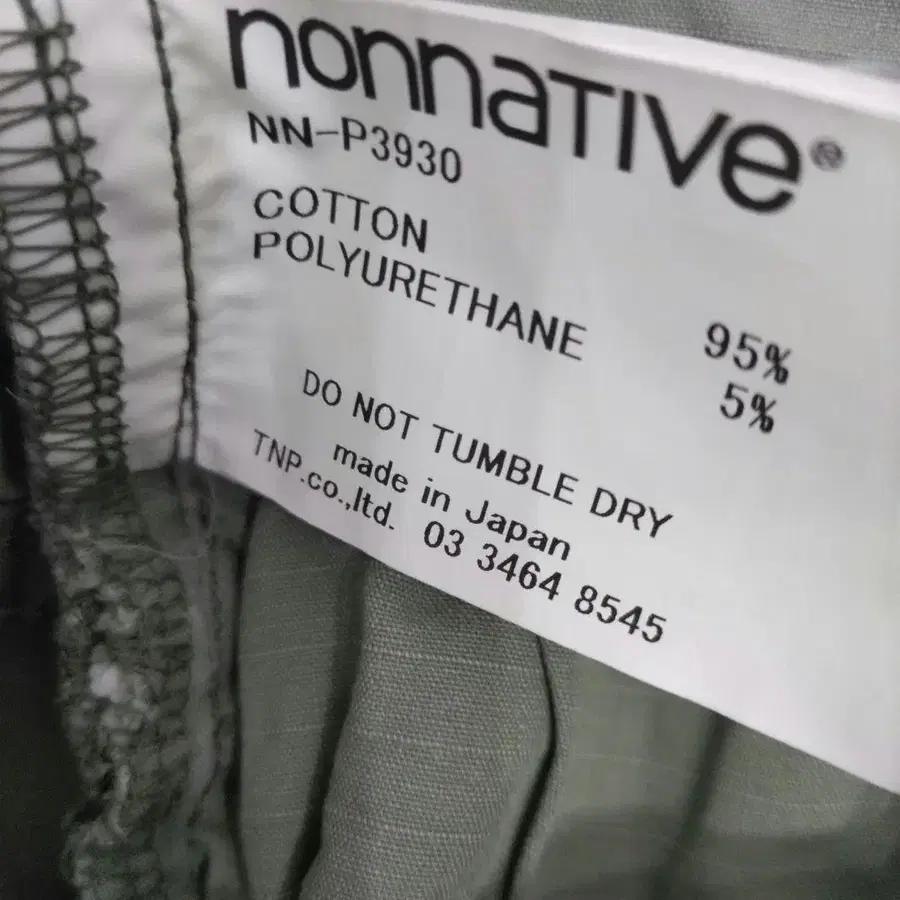 nonnaTIVe®
NN-P3930
COTTON 95%
POLYURETHANE 5%
DO NOT TUMBLE DRY
made in Japan
TNP.co.,ltd. 03 3464 8545